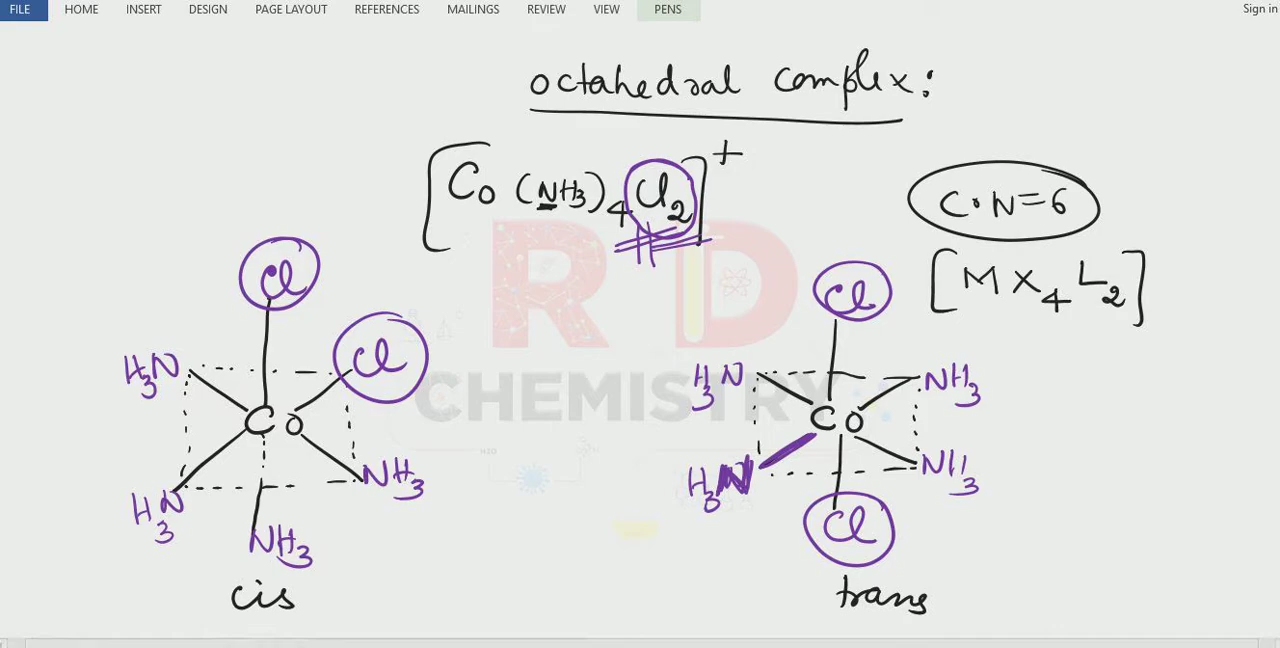 FILE HOME INSERT DESIGN PAGE LAYOUT REFERENCES MAILINGS REVIEW VIEW PENS Sign in
octahedral complex:
[Co (NH3)4 Cl2]+
C·N=6
[M X4 L2]
RD
CHEMISTRY
Cl
H3N Cl
Co
H3N NH3
NH3
cis
Cl
H3N NH3
Co
H3N NH3
Cl
trans